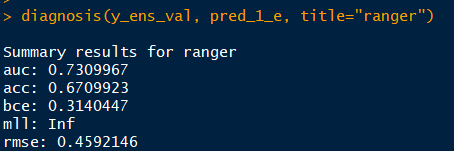 > diagnosis(y_ens_val, pred_1_e, title="ranger")
Summary results for ranger
auc: 0.7309967
acc: 0.6709923
bce: 0.3140447
mll: Inf
rmse: 0.4592146